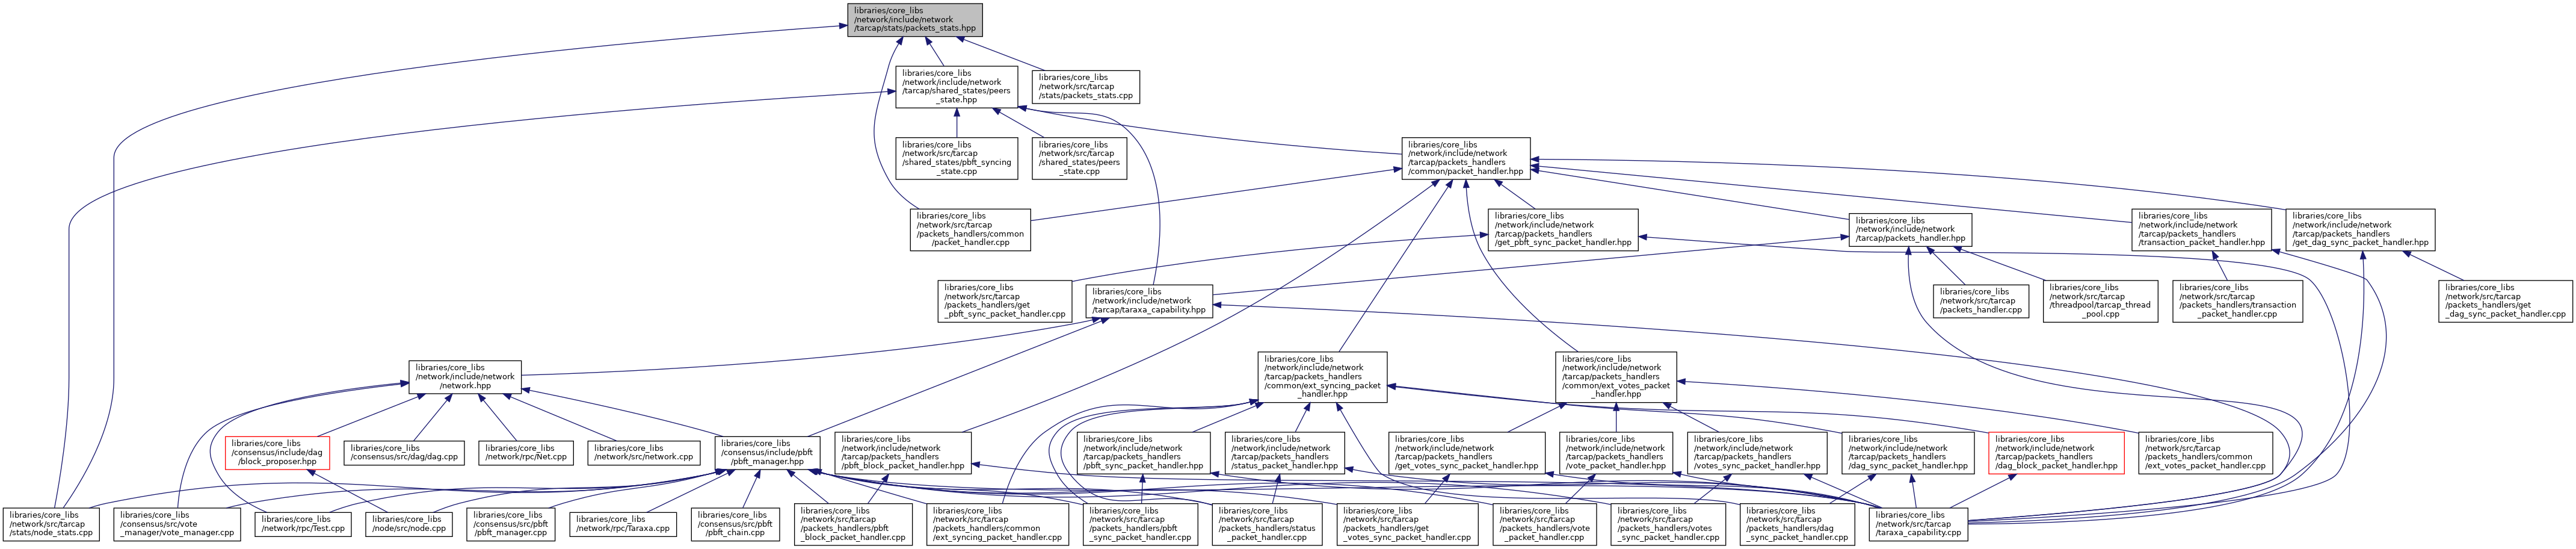 libraries/core_libs
/network/include/network
/tarcap/stats/packets_stats.hpp
libraries/core_libs
/network/include/network
/tarcap/shared_states/peers
_state.hpp
libraries/core_libs
/network/src/tarcap
/stats/packets_stats.cpp
libraries/core_libs
/network/src/tarcap
/shared_states/pbft_syncing
_state.cpp
libraries/core_libs
/network/src/tarcap
/shared_states/peers
_state.cpp
libraries/core_libs
/network/include/network
/tarcap/packets_handlers
/common/packet_handler.hpp
libraries/core_libs
/network/src/tarcap
/packets_handlers/common
/packet_handler.cpp
libraries/core_libs
/network/include/network
/tarcap/packets_handlers
/get_pbft_sync_packet_handler.hpp
libraries/core_libs
/network/include/network
/tarcap/packets_handler.hpp
libraries/core_libs
/network/include/network
/tarcap/packets_handlers
/transaction_packet_handler.hpp
libraries/core_libs
/network/include/network
/tarcap/packets_handlers
/get_dag_sync_packet_handler.hpp
libraries/core_libs
/network/src/tarcap
/packets_handlers/get
_pbft_sync_packet_handler.cpp
libraries/core_libs
/network/include/network
/tarcap/taraxa_capability.hpp
libraries/core_libs
/network/src/tarcap
/packets_handler.cpp
libraries/core_libs
/network/src/tarcap
/threadpool/tarcap_thread
_pool.cpp
libraries/core_libs
/network/src/tarcap
/packets_handlers/transaction
_packet_handler.cpp
libraries/core_libs
/network/src/tarcap
/packets_handlers/get
_dag_sync_packet_handler.cpp
libraries/core_libs
/network/include/network
/network.hpp
libraries/core_libs
/network/include/network
/tarcap/packets_handlers
/common/ext_syncing_packet
_handler.hpp
libraries/core_libs
/network/include/network
/tarcap/packets_handlers
/common/ext_votes_packet
_handler.hpp
libraries/core_libs
/consensus/include/dag
/block_proposer.hpp
libraries/core_libs
/consensus/src/dag/dag.cpp
libraries/core_libs
/network/rpc/Net.cpp
libraries/core_libs
/network/src/network.cpp
libraries/core_libs
/consensus/include/pbft
/pbft_manager.hpp
libraries/core_libs
/network/include/network
/tarcap/packets_handlers
/pbft_block_packet_handler.hpp
libraries/core_libs
/network/include/network
/tarcap/packets_handlers
/pbft_sync_packet_handler.hpp
libraries/core_libs
/network/include/network
/tarcap/packets_handlers
/status_packet_handler.hpp
libraries/core_libs
/network/include/network
/tarcap/packets_handlers
/get_votes_sync_packet_handler.hpp
libraries/core_libs
/network/include/network
/tarcap/packets_handlers
/vote_packet_handler.hpp
libraries/core_libs
/network/include/network
/tarcap/packets_handlers
/votes_sync_packet_handler.hpp
libraries/core_libs
/network/include/network
/tarcap/packets_handlers
/dag_sync_packet_handler.hpp
libraries/core_libs
/network/include/network
/tarcap/packets_handlers
/dag_block_packet_handler.hpp
libraries/core_libs
/network/src/tarcap
/packets_handlers/common
/ext_votes_packet_handler.cpp
libraries/core_libs
/network/src/tarcap
/stats/node_stats.cpp
libraries/core_libs
/consensus/src/vote
_manager/vote_manager.cpp
libraries/core_libs
/network/rpc/Test.cpp
libraries/core_libs
/node/src/node.cpp
libraries/core_libs
/consensus/src/pbft
/pbft_manager.cpp
libraries/core_libs
/network/rpc/Taraxa.cpp
libraries/core_libs
/consensus/src/pbft
/pbft_chain.cpp
libraries/core_libs
/network/src/tarcap
/packets_handlers/pbft
_block_packet_handler.cpp
libraries/core_libs
/network/src/tarcap
/packets_handlers/common
/ext_syncing_packet_handler.cpp
libraries/core_libs
/network/src/tarcap
/packets_handlers/pbft
_sync_packet_handler.cpp
libraries/core_libs
/network/src/tarcap
/packets_handlers/status
_packet_handler.cpp
libraries/core_libs
/network/src/tarcap
/packets_handlers/get
_votes_sync_packet_handler.cpp
libraries/core_libs
/network/src/tarcap
/packets_handlers/vote
_packet_handler.cpp
libraries/core_libs
/network/src/tarcap
/packets_handlers/votes
_sync_packet_handler.cpp
libraries/core_libs
/network/src/tarcap
/packets_handlers/dag
_sync_packet_handler.cpp
libraries/core_libs
/network/src/tarcap
/taraxa_capability.cpp